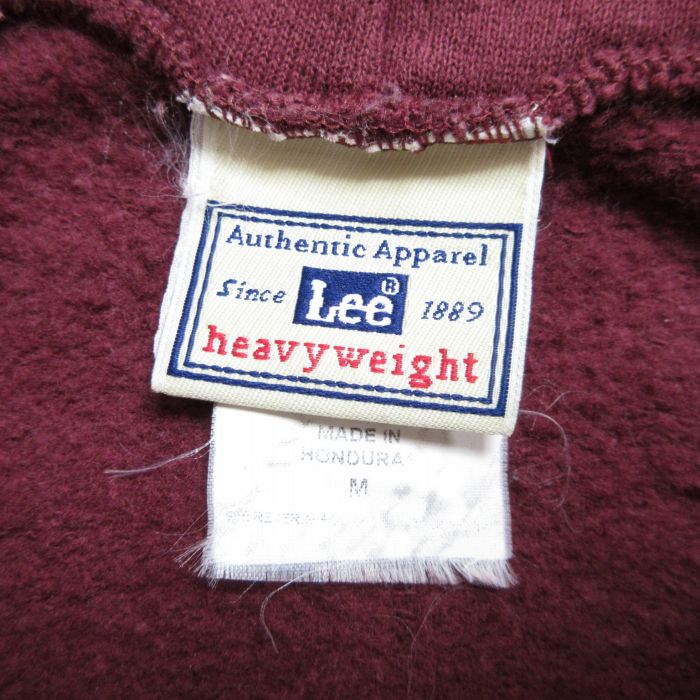 Authentic Apparel
Since Lee® 1889
heavyweight
MADE IN
HONDURA
M